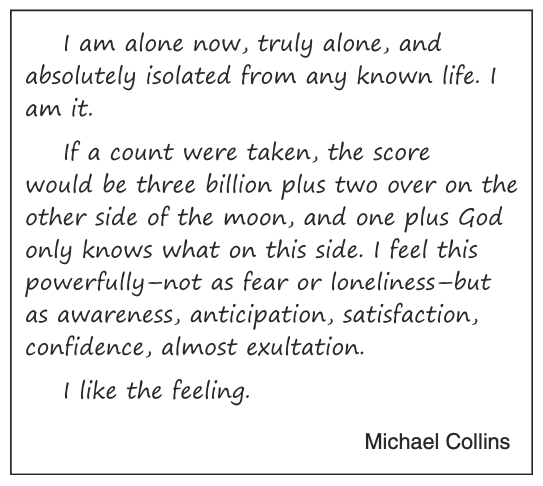 I am alone now, truly alone, and
absolutely isolated from any known life. I
am it.
If a count were taken, the score
would be three billion plus two over on the
other side of the moon, and one plus God
only knows what on this side. I feel this
powerfully—not as fear or loneliness—but
as awareness, anticipation, satisfaction,
confidence, almost exultation.
I like the feeling.
Michael Collins